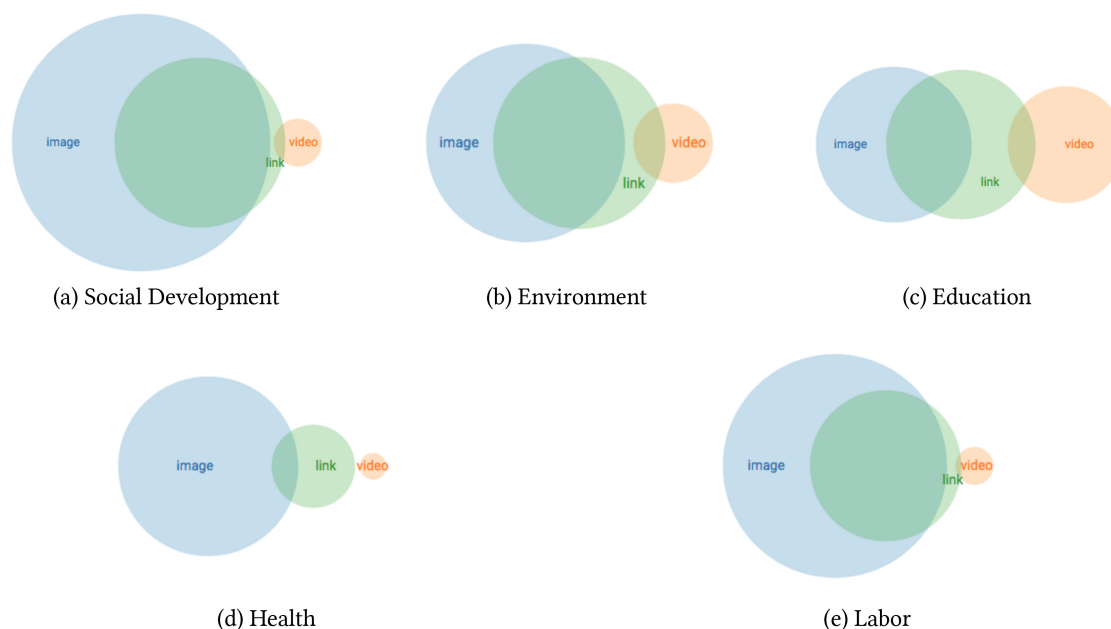 image
link
video
(a) Social Development
image
link
video
(b) Environment
image
link
video
(c) Education
image
link
video
(d) Health
image
link
video
(e) Labor